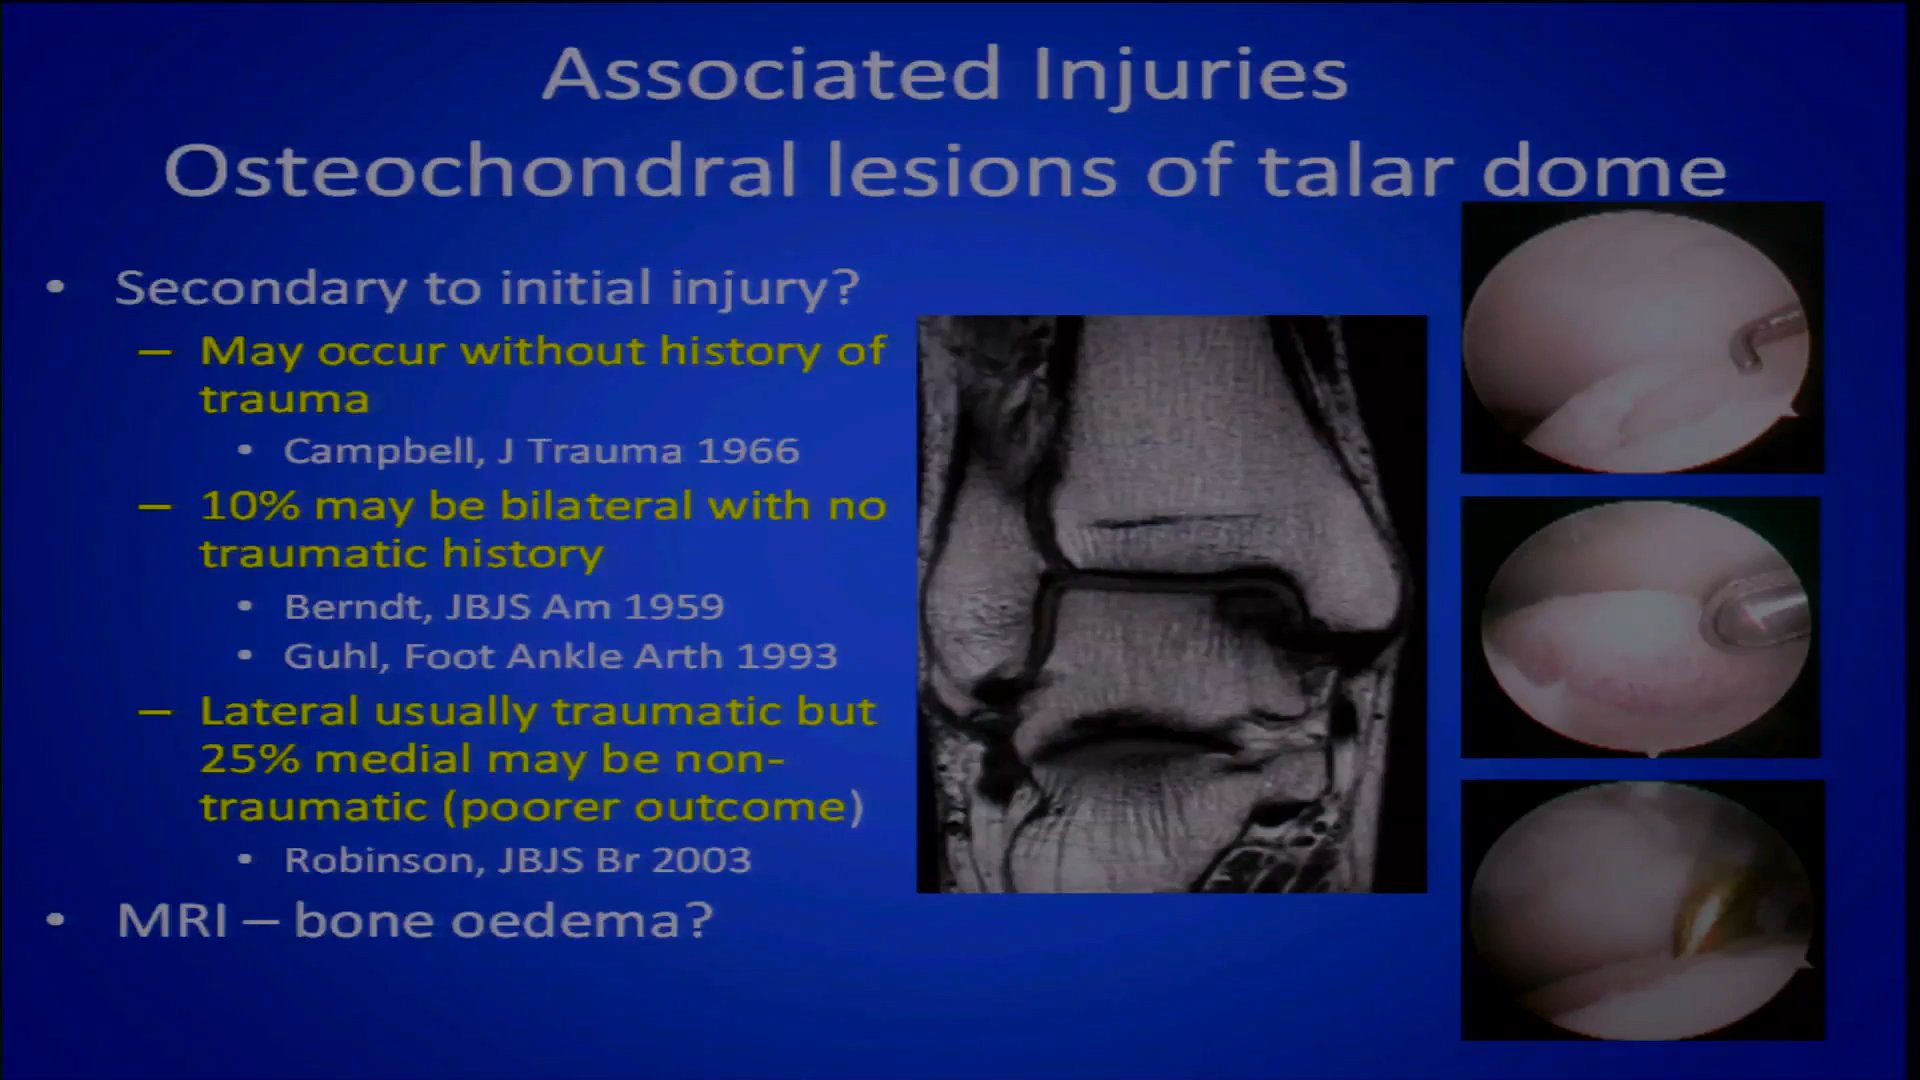 Associated Injuries
Osteochondral lesions of talar dome
• Secondary to initial injury?
– May occur without history of
trauma
• Campbell, J Trauma 1966
– 10% may be bilateral with no
traumatic history
• Berndt, JBJS Am 1959
• Guhl, Foot Ankle Arth 1993
– Lateral usually traumatic but
25% medial may be non-
traumatic (poorer outcome)
• Robinson, JBJS Br 2003
• MRI – bone oedema?